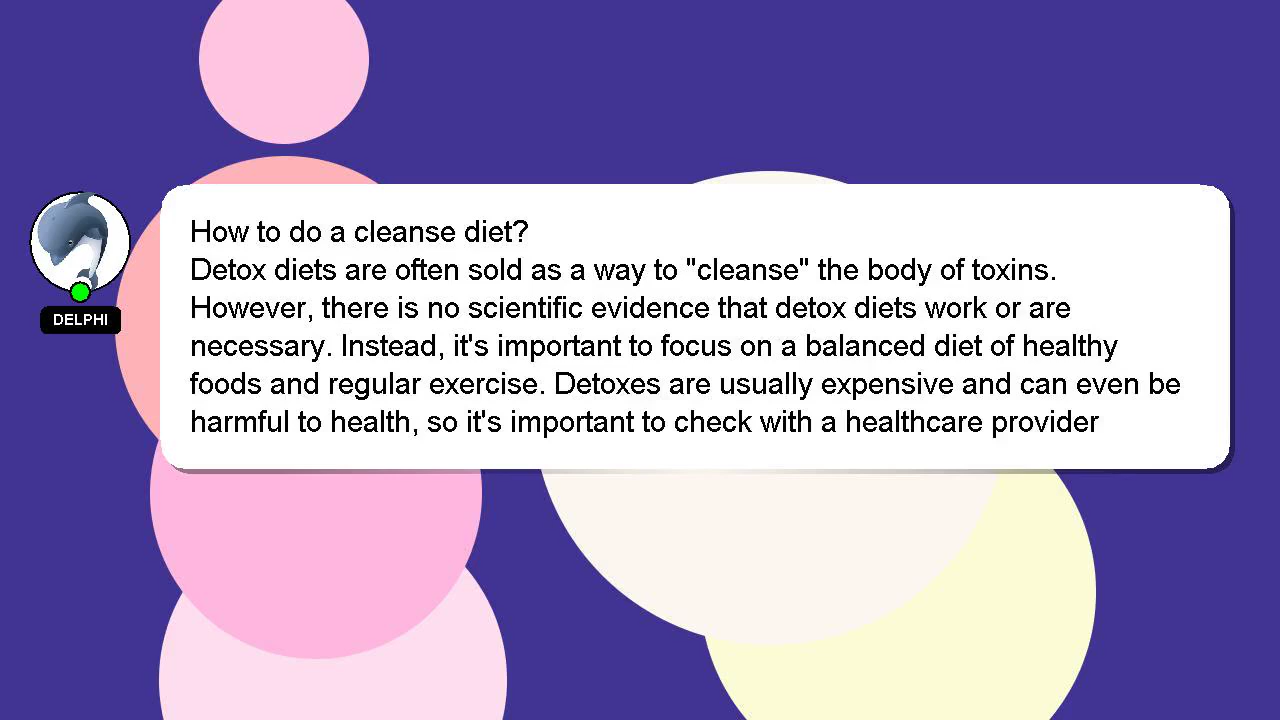 How to do a cleanse diet?
Detox diets are often sold as a way to "cleanse" the body of toxins.
However, there is no scientific evidence that detox diets work or are
necessary. Instead, it's important to focus on a balanced diet of healthy
foods and regular exercise. Detoxes are usually expensive and can even be
harmful to health, so it's important to check with a healthcare provider
DELPHI